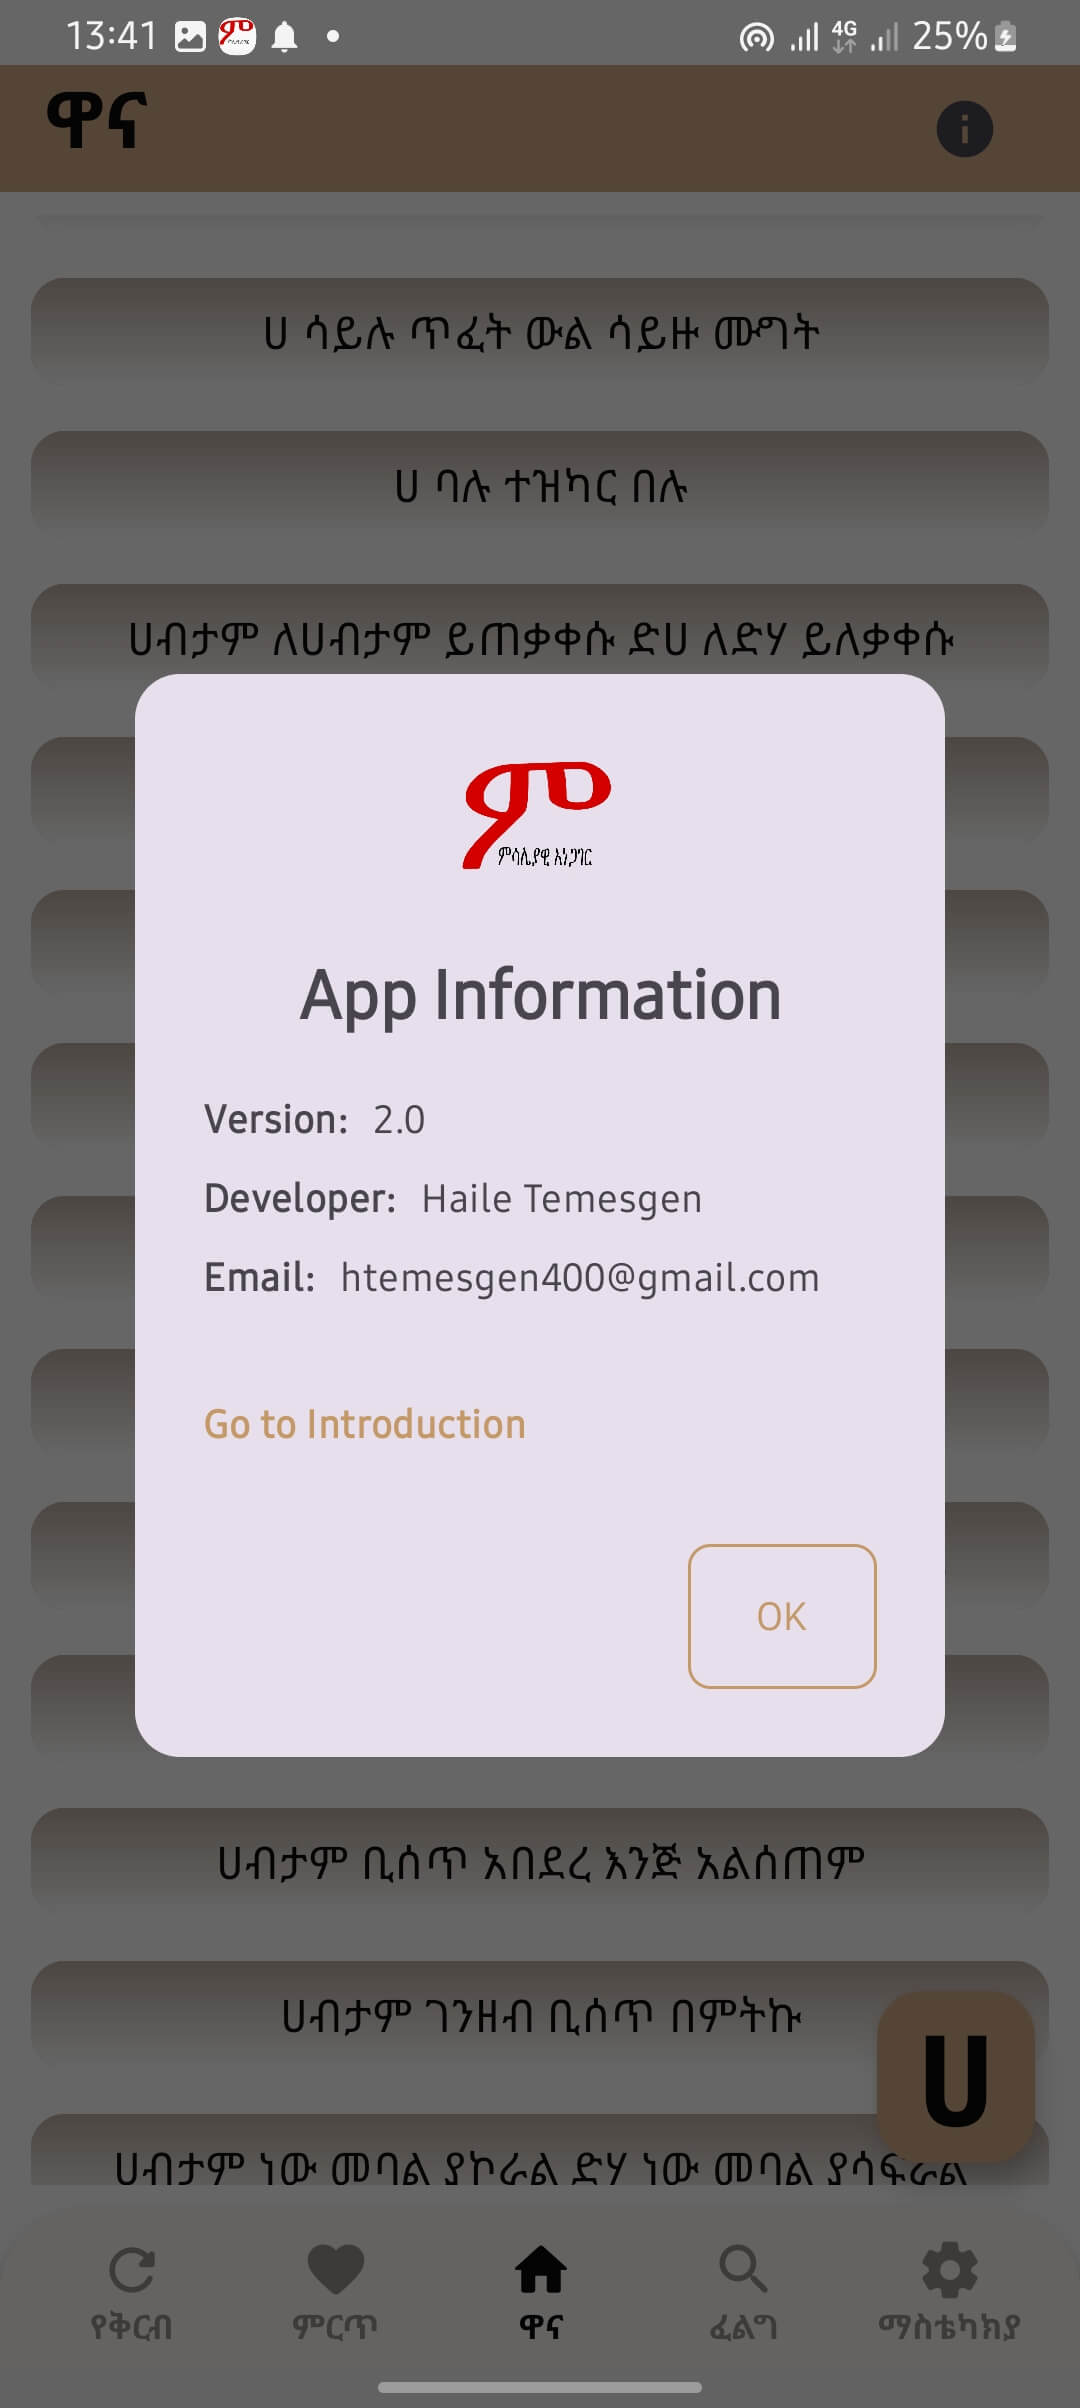 13:41
4G
25%
ዋና
ሀ ሳይሉ ጥፈት ውል ሳይዙ ሙግት
ሀ ባሉ ተዝካር በሉ
ሀብታም ለሀብታም ይጠቃቀሱ ድሀ ለድሃ ይለቃቀሱ
ም
ምሳሌያዊ አነጋገር
App Information
Version: 2.0
Developer: Haile Temesgen
Email: htemesgen400@gmail.com
Go to Introduction
OK
ሀብታም ቢሰጥ አበደረ እንጅ አልሰጠም
ሀብታም ገንዘብ ቢሰጥ በምትኩ
ሀ
ሀብታም ነው መባል ያኮራል ድሃ ነው መባል ያሳፍራል
የቅርብ
ምርጥ
ዋና
ፈልግ
ማስቴካክያ